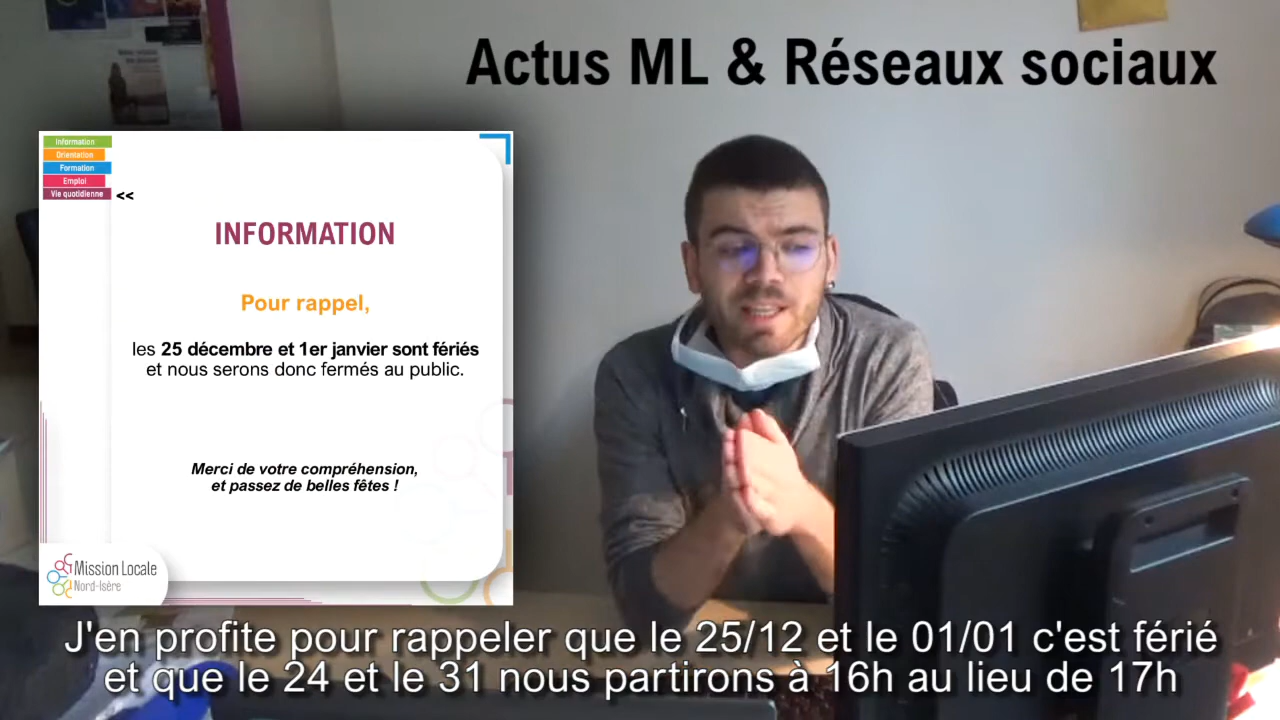 Actus ML & Réseaux sociaux
Information
Orientation
Formation
Emploi
Vie quotidienne
<<
INFORMATION
Pour rappel,
les 25 décembre et 1er janvier sont fériés
et nous serons donc fermés au public.
Merci de votre compréhension,
et passez de belles fêtes !
Mission Locale
Nord-Isère
J'en profite pour rappeler que le 25/12 et le 01/01 c'est férié
et que le 24 et le 31 nous partirons à 16h au lieu de 17h